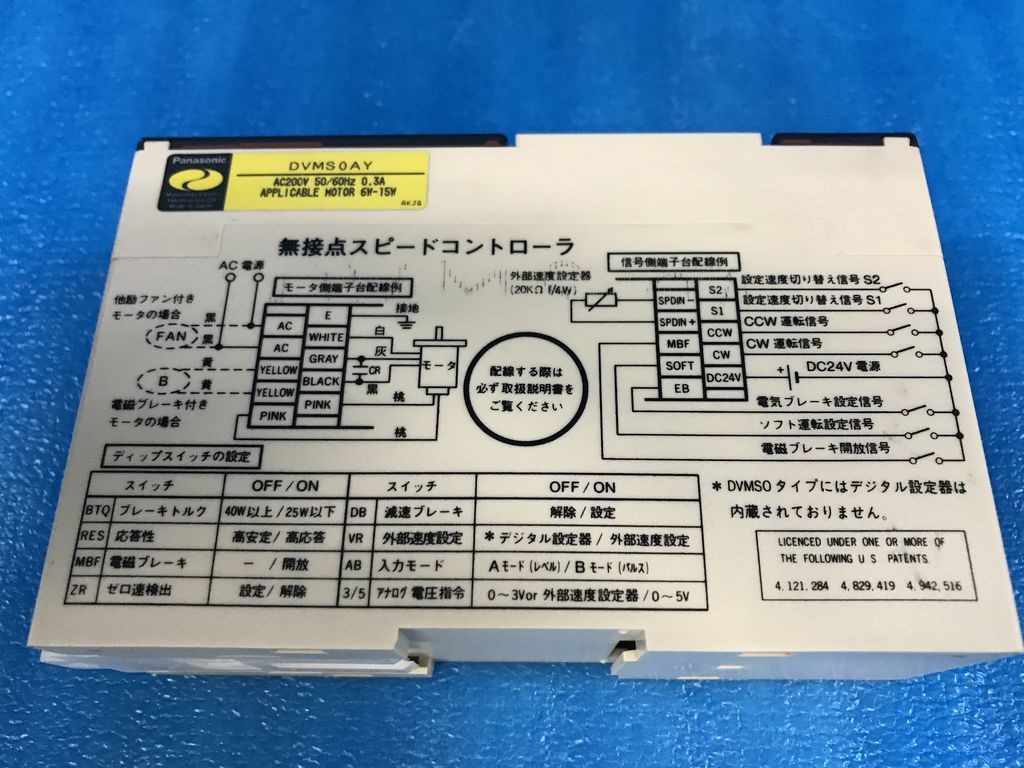 Panasonic
DVMS0AY
AC200V 50/60Hz 0.3A
APPLICABLE MOTOR 6W-15W
Made in Japan
無接点スピードコントローラ
AC 電源
モータ側端子台配線例
他励ファン付き
モータの場合
FAN
黒
黒
黄
B
黄
電磁ブレーキ付き
モータの場合
AC
AC
YELLOW
YELLOW
PINK
E
WHITE
GRAY
BLACK
PINK
接地
白
灰
CR
黒
桃
桃
モータ
配線する際は
必ず取扱説明書を
ご覧ください
信号側端子台配線例
外部速度設定器
SPDIN-
SPDIN+
MBF
SOFT
EB
S2
S1
CCW
CW
DC24V
設定速度切り替え信号 S2
設定速度切り替え信号 S1
CCW 運転信号
CW 運転信号
+ DC24V 電源
電気ブレーキ設定信号
ソフト運転設定信号
電磁ブレーキ開放信号
ディップスイッチの設定
スイッチ OFF/ON スイッチ OFF/ON
BTQ ブレーキトルク 40W以上/25W以下 DB 減速ブレーキ 解除/設定
RES 応答性 高安定/高応答 VR 外部速度設定 *デジタル設定器/外部速度設定
MBF 電磁ブレーキ ー/開放 AB 入力モード Aモード(レベル)/Bモード(パルス)
ZR ゼロ速検出 設定/解除 3/5 アナログ電圧指令 0～3Vor 外部速度設定器/0～5V
* DVMS0 タイプにはデジタル設定器は
内蔵されておりません。
LICENCED UNDER ONE OR MORE OF
THE FOLLOWING U S PATENTS
4.121.284 4.829.419 4.942,516